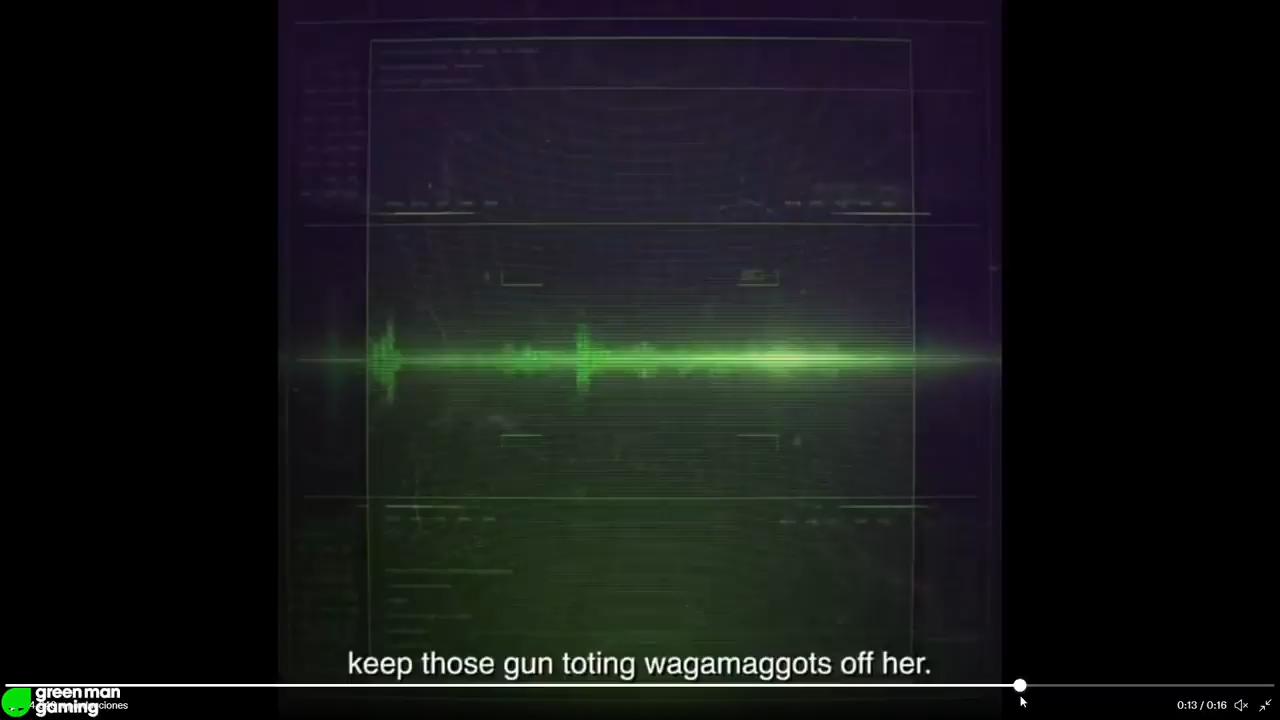 keep those gun toting wagamaggots off her.
green man
gaming
0:13 / 0:16